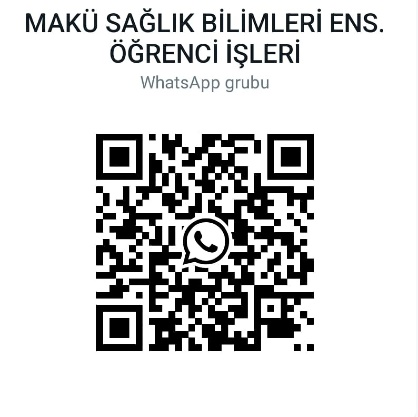 MAKÜ SAĞLIK BİLİMLERİ ENS.
ÖĞRENCİ İŞLERİ
WhatsApp grubu